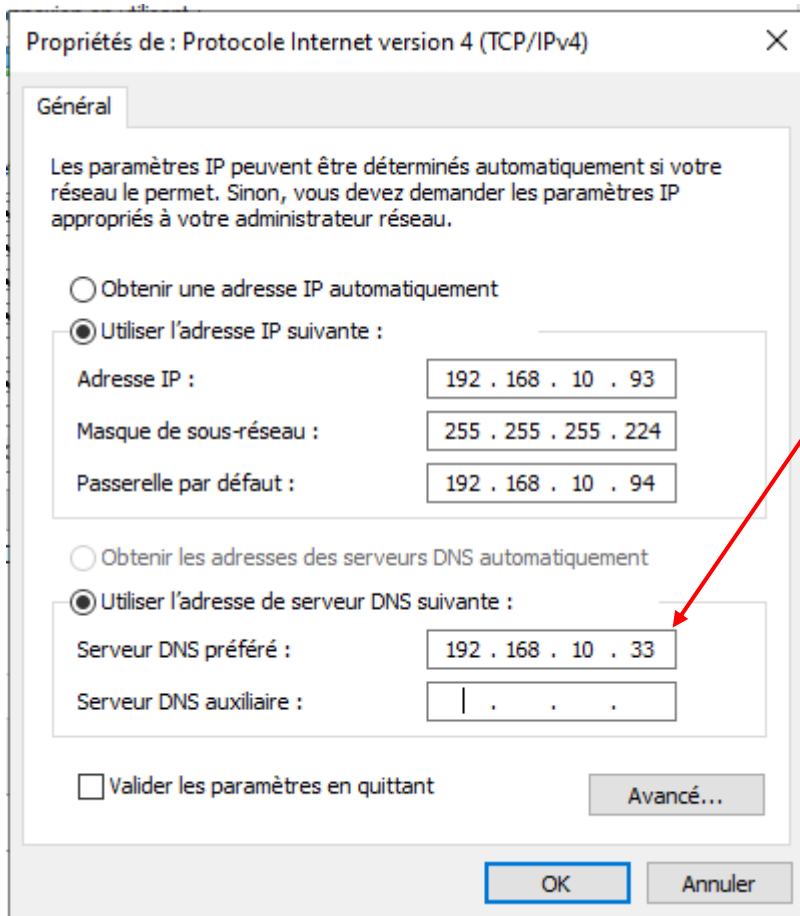 Propriétés de : Protocole Internet version 4 (TCP/IPv4)
Général
Les paramètres IP peuvent être déterminés automatiquement si votre
réseau le permet. Sinon, vous devez demander les paramètres IP
appropriés à votre administrateur réseau.
Obtenir une adresse IP automatiquement
Utiliser l'adresse IP suivante :
Adresse IP : 192 . 168 . 10 . 93
Masque de sous-réseau : 255 . 255 . 255 . 224
Passerelle par défaut : 192 . 168 . 10 . 94
Obtenir les adresses des serveurs DNS automatiquement
Utiliser l'adresse de serveur DNS suivante :
Serveur DNS préféré : 192 . 168 . 10 . 33
Serveur DNS auxiliaire : . . .
Valider les paramètres en quittant
Avancé...
OK Annuler